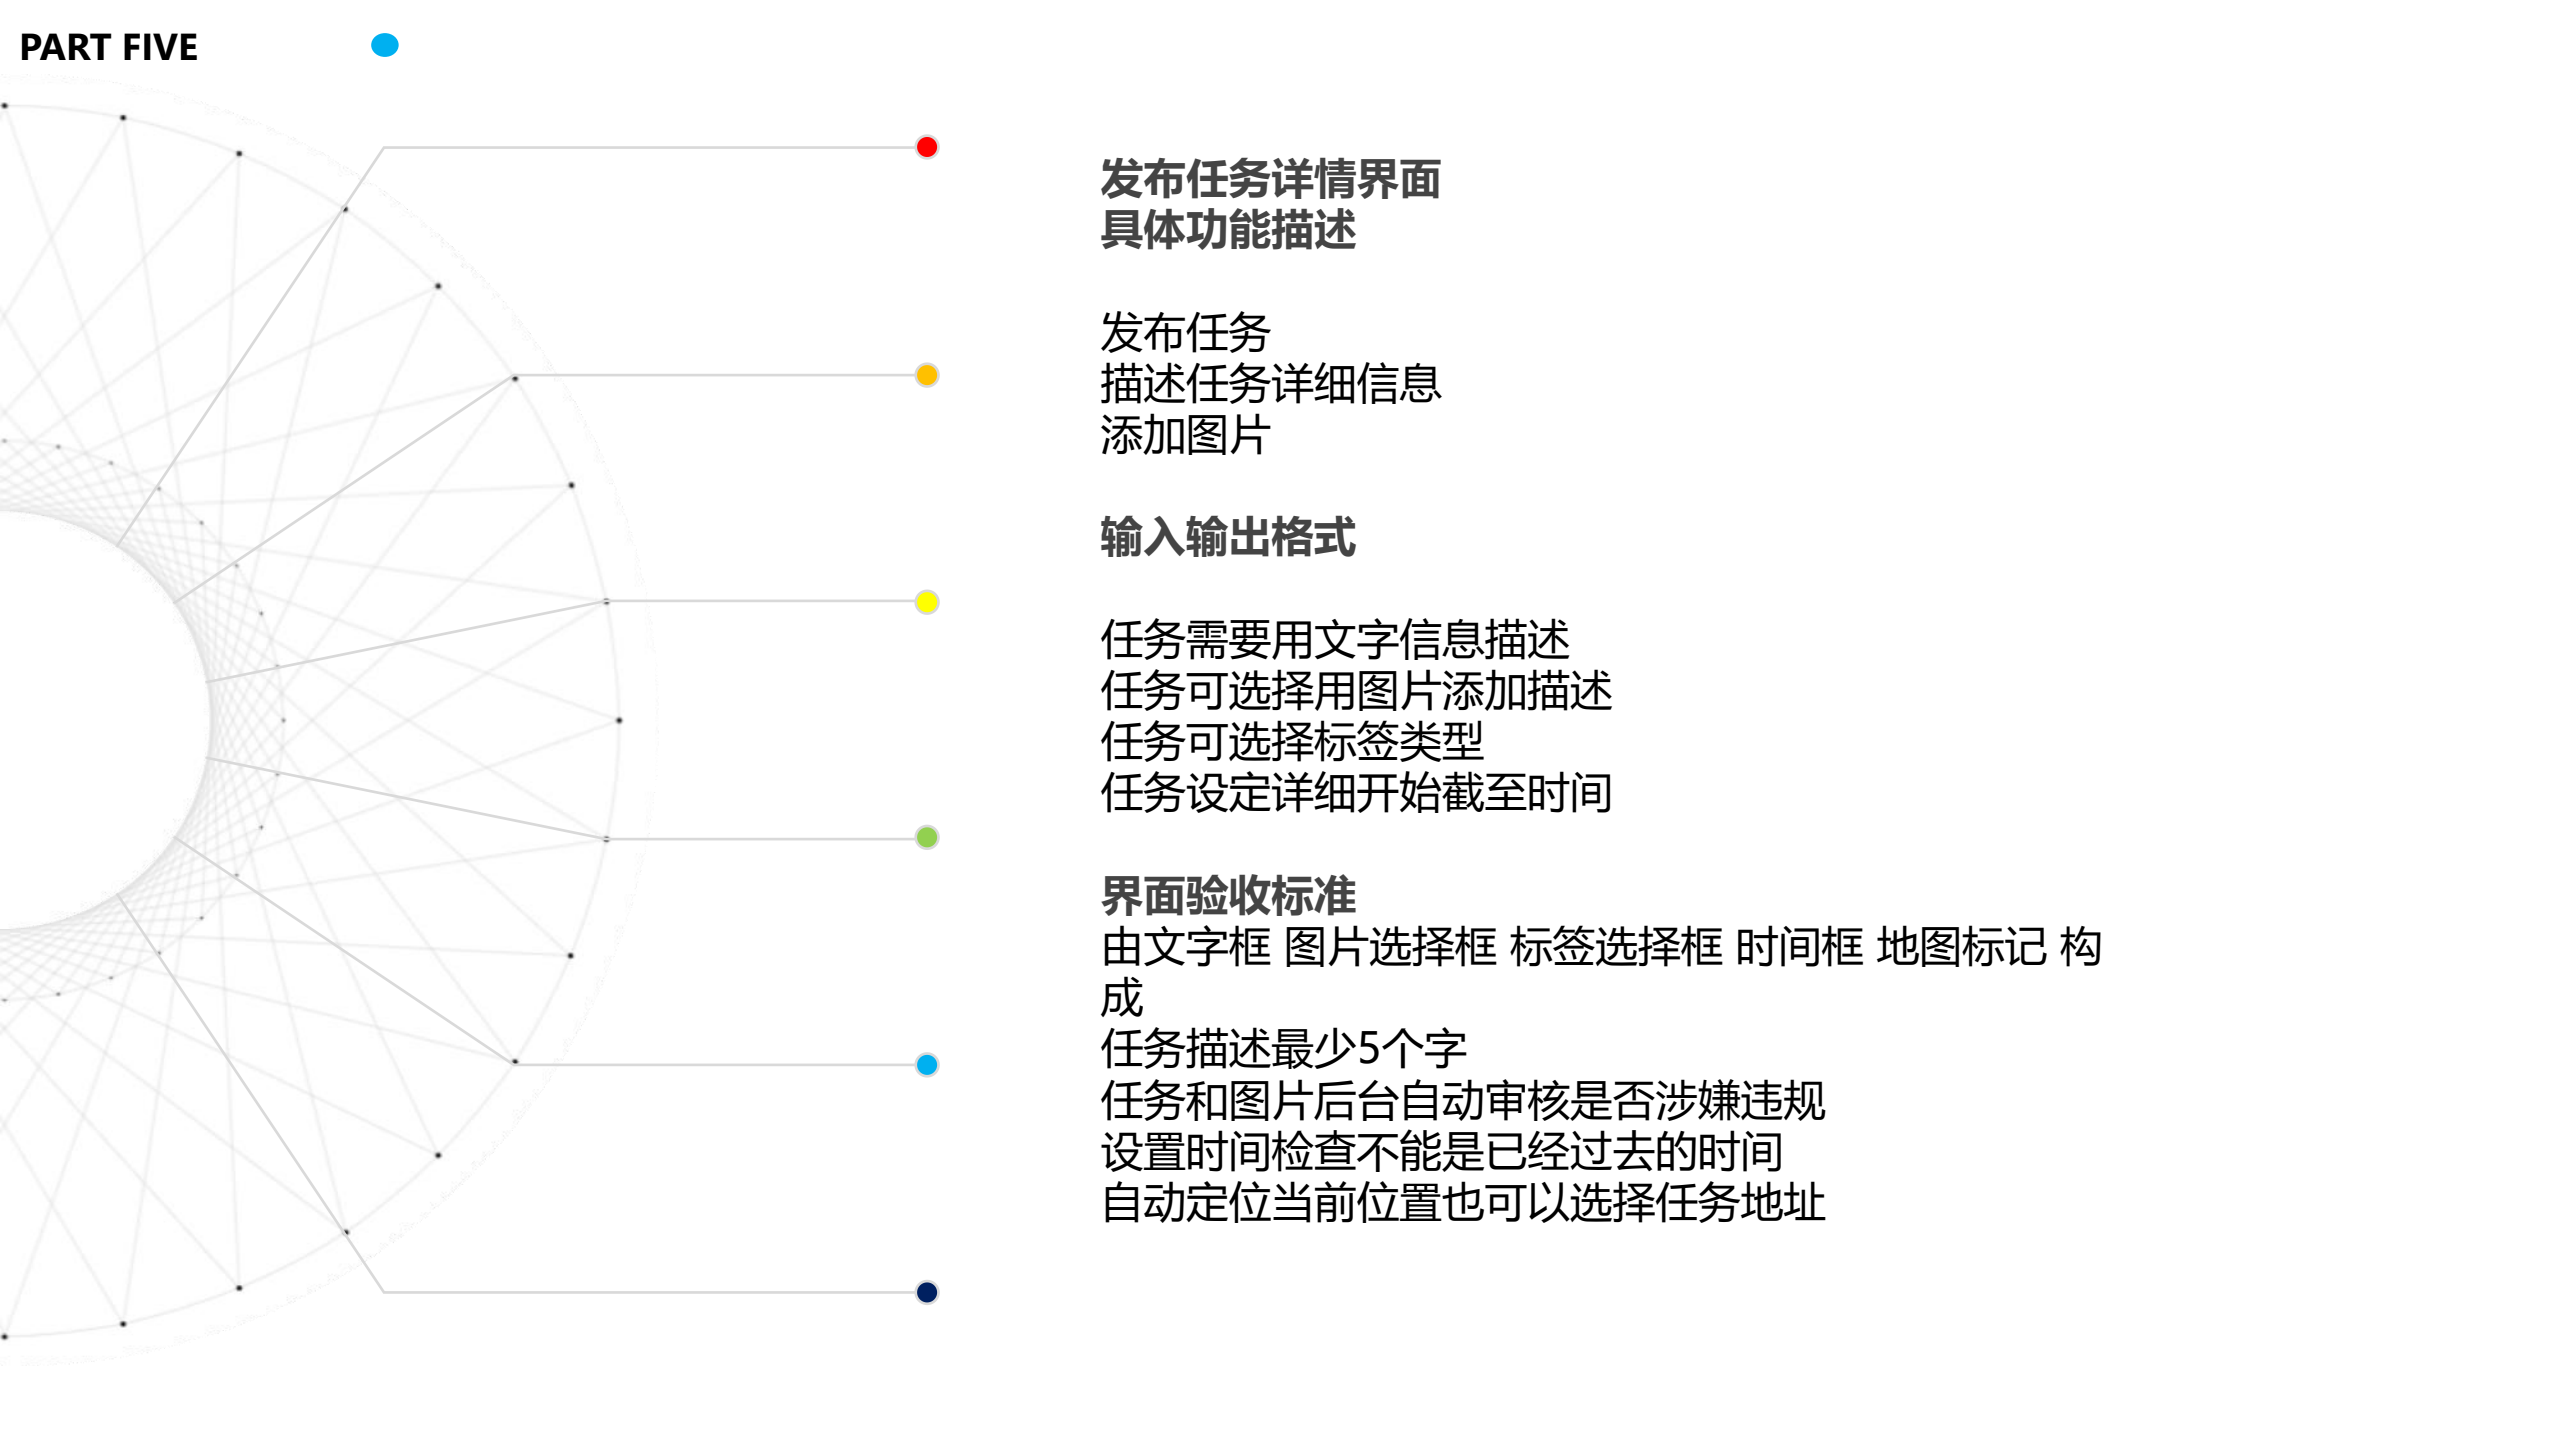 PART FIVE
发布任务详情界面
具体功能描述
发布任务
描述任务详细信息
添加图片
输入输出格式
任务需要用文字信息描述
任务可选择用图片添加描述
任务可选择标签类型
任务设定详细开始截至时间
界面验收标准
由文字框 图片选择框 标签选择框 时间框 地图标记 构
成
任务描述最少5个字
任务和图片后台自动审核是否涉嫌违规
设置时间检查不能是已经过去的时间
自动定位当前位置也可以选择任务地址